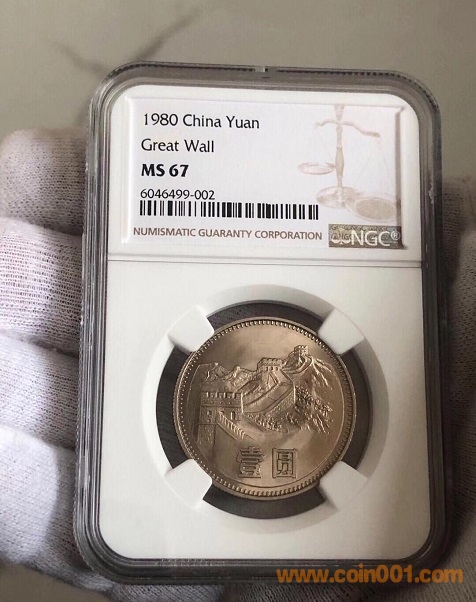 1980 China Yuan
Great Wall
MS 67
6046499-002
NUMISMATIC GUARANTY CORPORATION
NGC®
壹圆
www.coin001.com